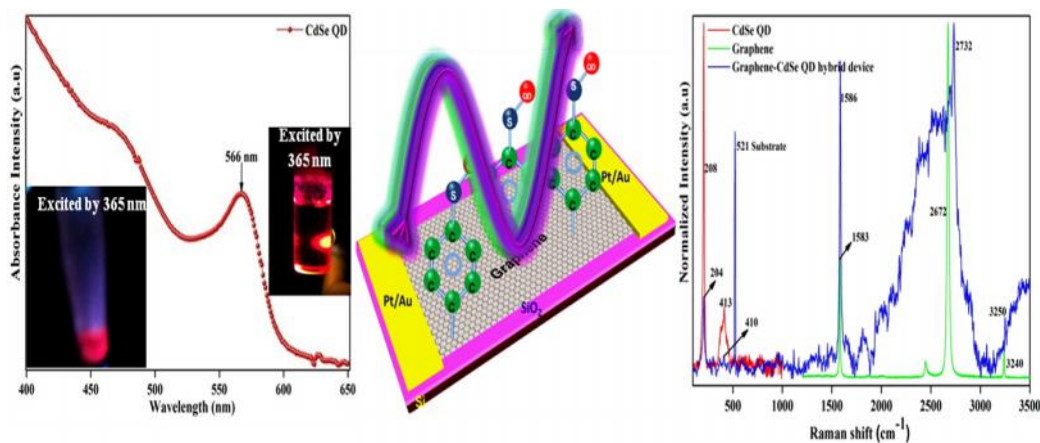 Absorbance Intensity (a.u)
CdSe QD
566 nm
Excited by 365 nm
Excited by
365 nm
400 450 500 550 600 650
Wavelength (nm)
S
S
S
C C C C C C
C C C C C C
Graphene
SiO2
Pt/Au
Pt/Au
Normalized Intensity (a.u)
CdSe QD
Graphene
Graphene-CdSe QD hybrid device
2732
1586
521 Substrate
208
2672
1583
204
413
410
3250
3240
500 1000 1500 2000 2500 3000 3500
Raman shift (cm-1)